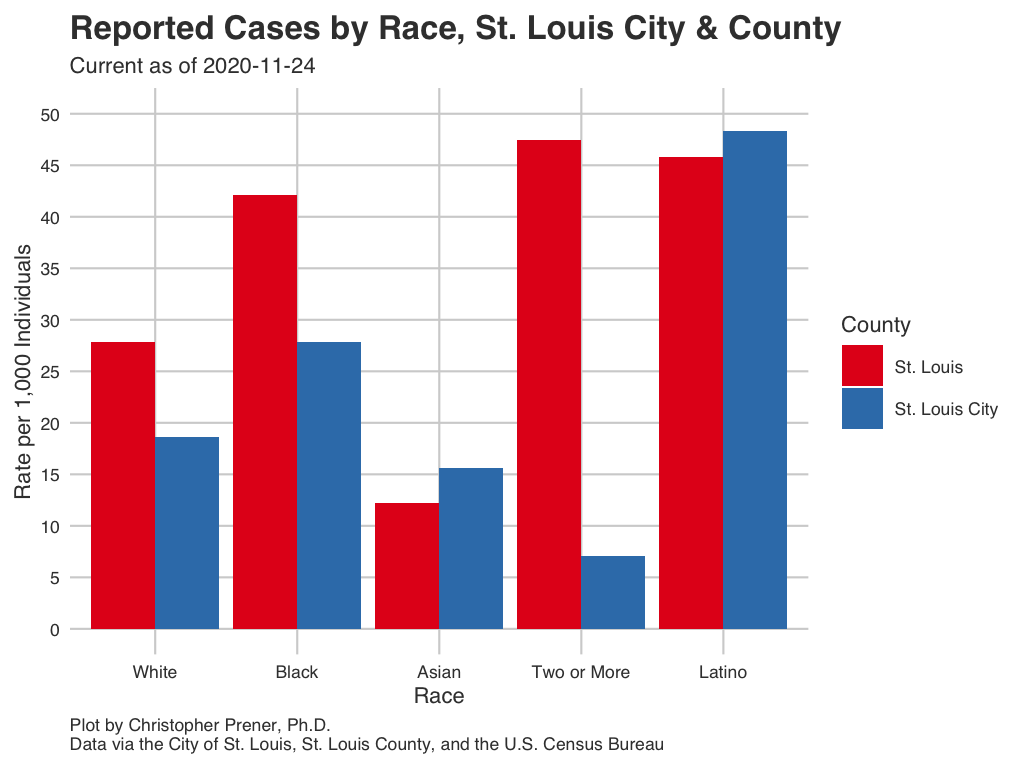 Reported Cases by Race, St. Louis City & County
Current as of 2020-11-24
Rate per 1,000 Individuals
50
45
40
35
30
25
20
15
10
5
0
White
Black
Asian
Two or More
Latino
Race
County
St. Louis
St. Louis City
Plot by Christopher Prener, Ph.D.
Data via the City of St. Louis, St. Louis County, and the U.S. Census Bureau